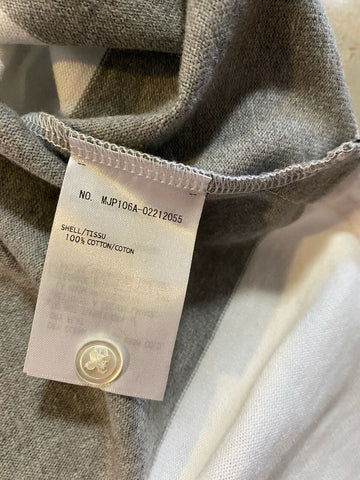 NO. MJP106A-02212055
SHELL/TISSU
100% COTTON/COTON